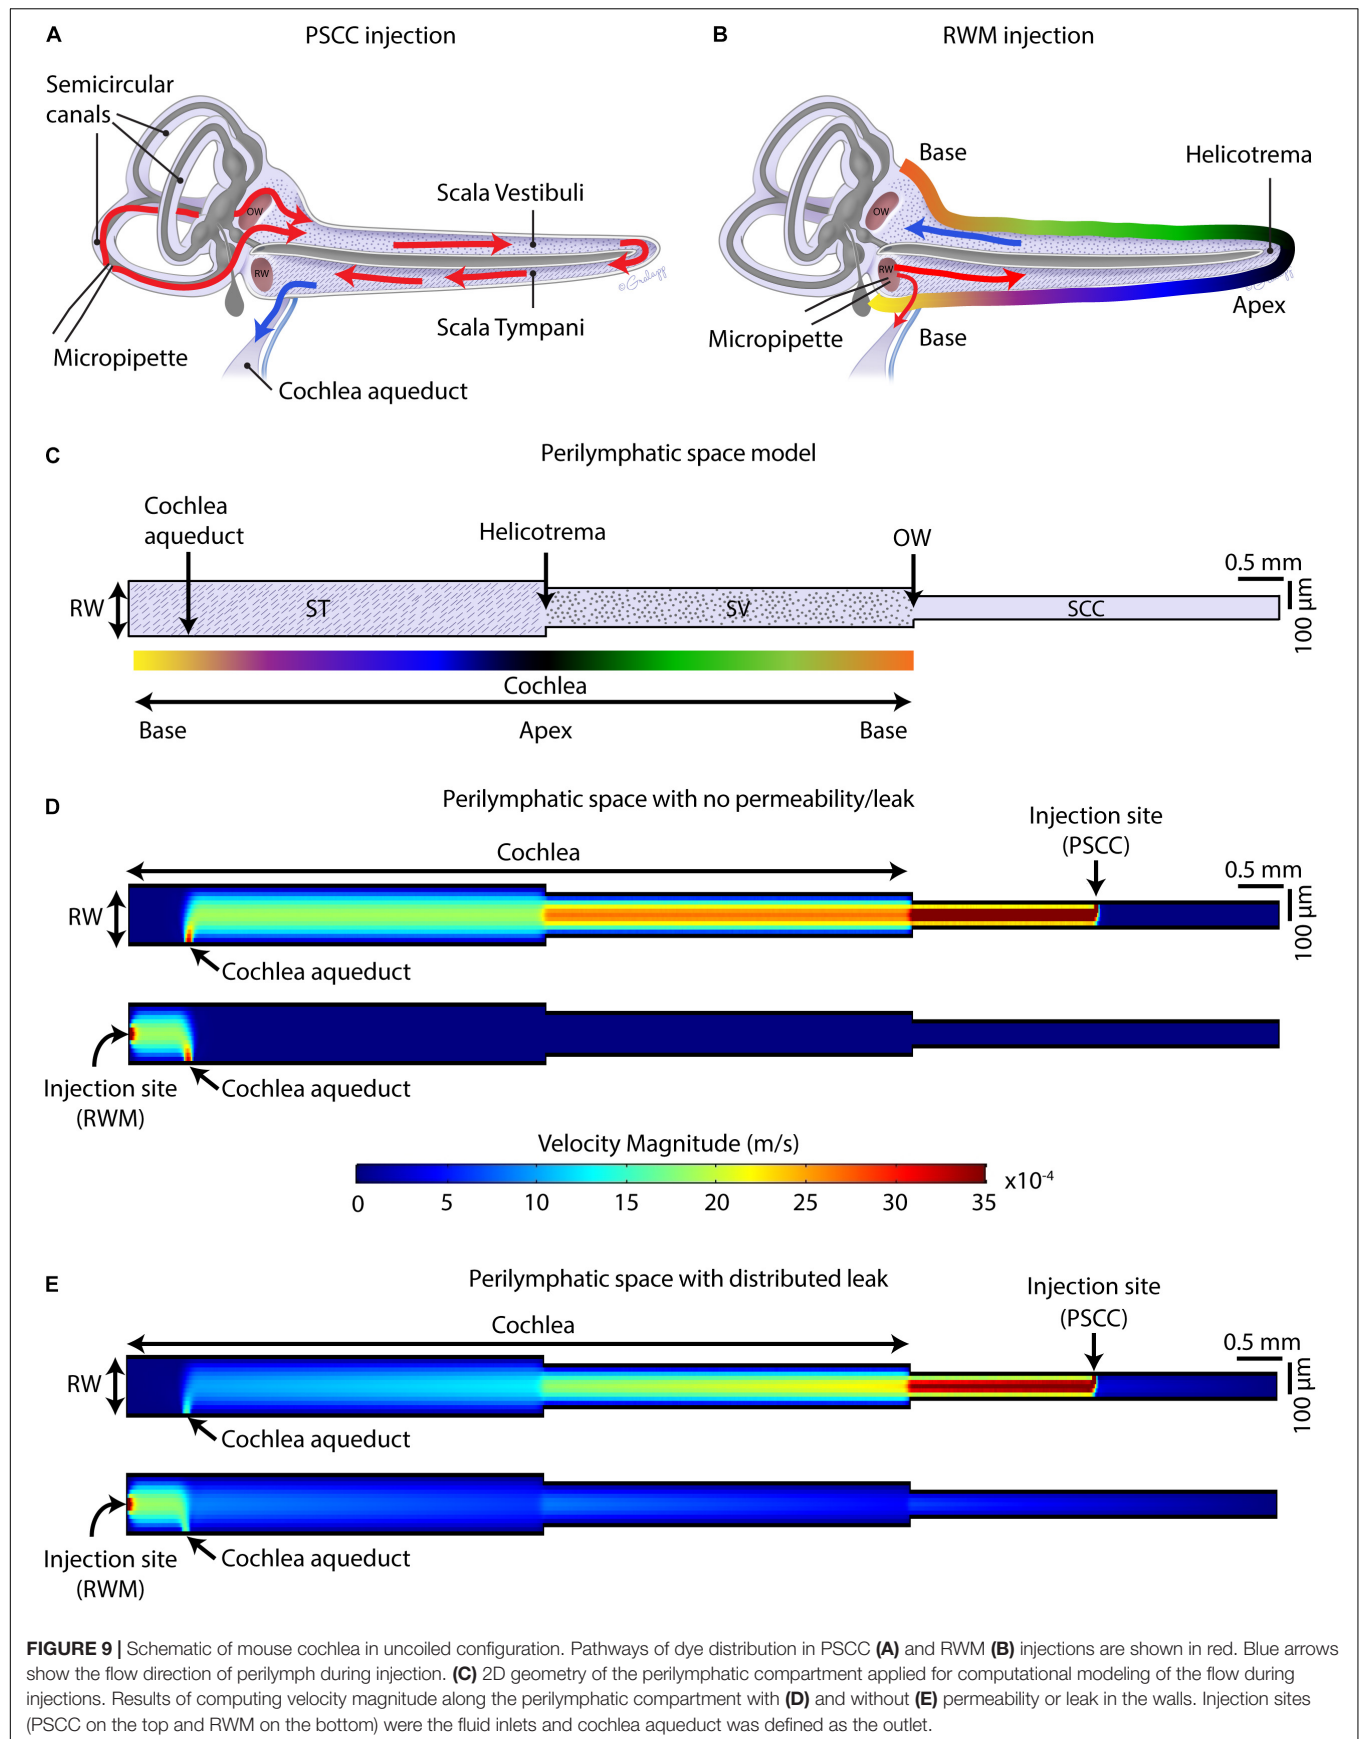 A
PSCC injection
Semicircular
canals
OW
RW
Scala Vestibuli
Scala Tympani
Micropipette
Cochlea aqueduct
B
RWM injection
Base
Helicotrema
OW
RW
Apex
Micropipette
Base
C
Perilymphatic space model
Cochlea
aqueduct
Helicotrema
OW
0.5 mm
RW
ST
SV
SCC
100 µm
Cochlea
Base
Apex
Base
D
Perilymphatic space with no permeability/leak
Injection site
(PSCC)
Cochlea
0.5 mm
RW
100 µm
Cochlea aqueduct
Injection site
(RWM)
Cochlea aqueduct
Velocity Magnitude (m/s)
x10-4
0 5 10 15 20 25 30 35
E
Perilymphatic space with distributed leak
Injection site
(PSCC)
Cochlea
0.5 mm
RW
100 µm
Cochlea aqueduct
Injection site
(RWM)
Cochlea aqueduct
FIGURE 9 | Schematic of mouse cochlea in uncoiled configuration. Pathways of dye distribution in PSCC (A) and RWM (B) injections are shown in red. Blue arrows
show the flow direction of perilymph during injection. (C) 2D geometry of the perilymphatic compartment applied for computational modeling of the flow during
injections. Results of computing velocity magnitude along the perilymphatic compartment with (D) and without (E) permeability or leak in the walls. Injection sites
(PSCC on the top and RWM on the bottom) were the fluid inlets and cochlea aqueduct was defined as the outlet.